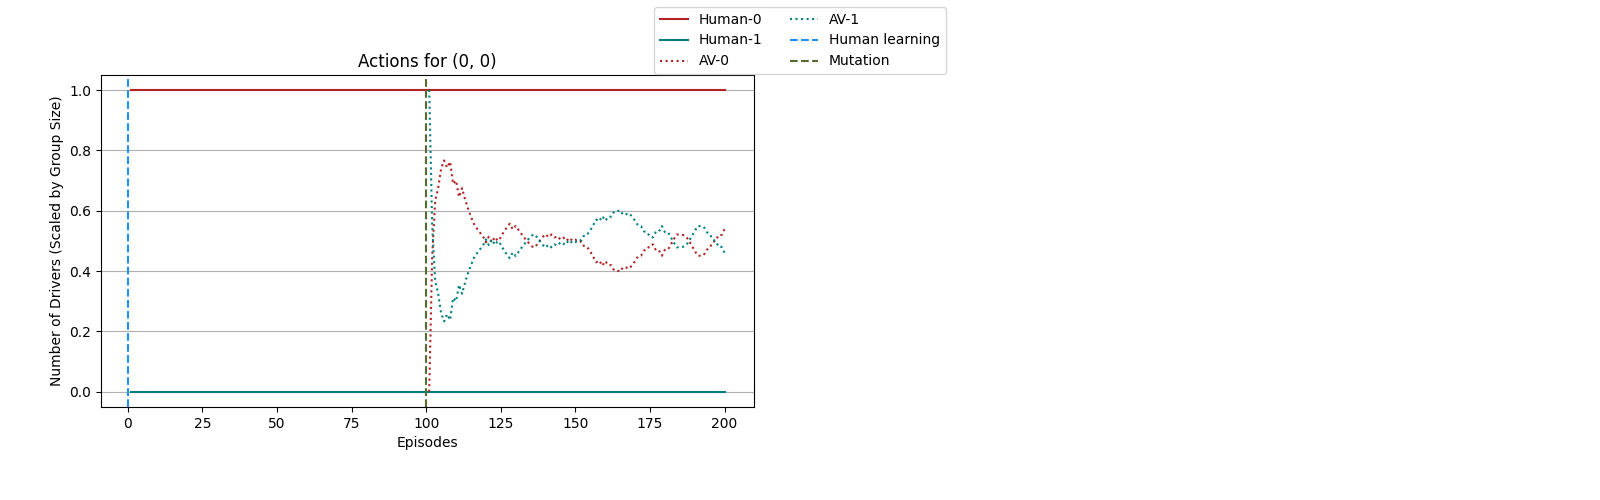 Human-0
Human-1
AV-0
AV-1
Human learning
Mutation
Actions for (0, 0)
Number of Drivers (Scaled by Group Size)
1.0
0.8
0.6
0.4
0.2
0.0
0 25 50 75 100 125 150 175 200
Episodes